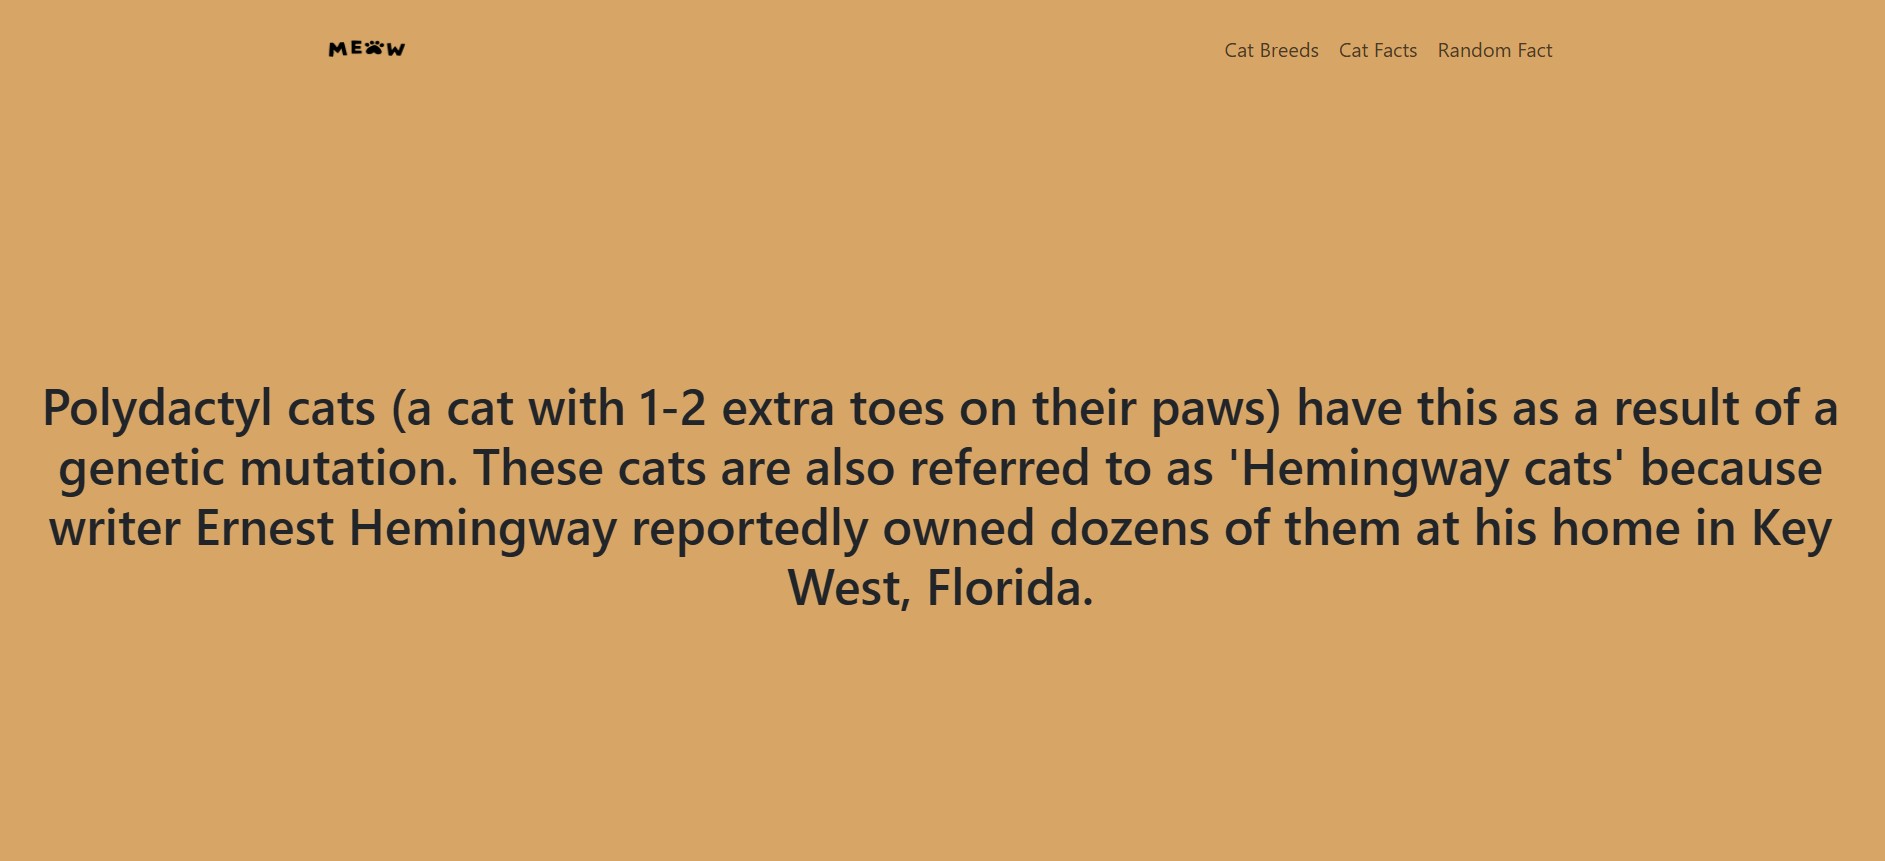 MEOW
Cat Breeds Cat Facts Random Fact
Polydactyl cats (a cat with 1-2 extra toes on their paws) have this as a result of a
genetic mutation. These cats are also referred to as 'Hemingway cats' because
writer Ernest Hemingway reportedly owned dozens of them at his home in Key
West, Florida.